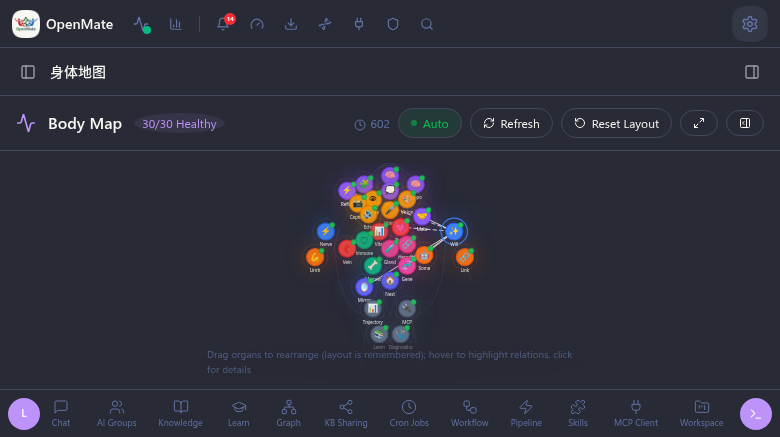 OpenMate
14
身体地图
Body Map
30/30 Healthy
602
Auto
Refresh
Reset Layout
Nerve
Will
Limb
Vein
Immune
Gland
Gene
Soma
Link
Mirror
Nest
Trajectory
MCP
Learn
Diagnostics
Drag organs to rearrange (layout is remembered); hover to highlight relations, click
for details
L
Chat
AI Groups
Knowledge
Learn
Graph
KB Sharing
Cron Jobs
Workflow
Pipeline
Skills
MCP Client
Workspace